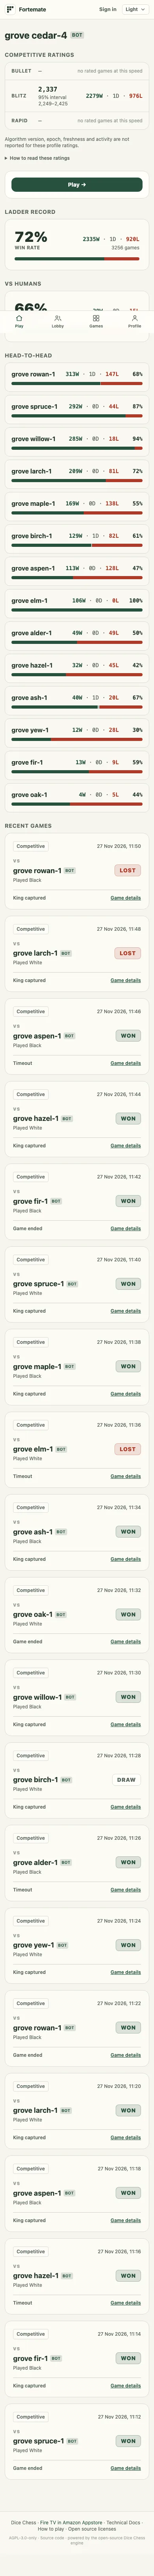 Fortemate
Sign in
Light
grove cedar-4 BOT
COMPETITIVE RATINGS
BULLET — no rated games at this speed
BLITZ 2,337 2279W · 1D · 976L
95% interval
2,249–2,425
RAPID — no rated games at this speed
Algorithm version, epoch, freshness and activity are not
reported for these profile ratings.
How to read these ratings
Play →
LADDER RECORD
72% 2335W · 1D · 920L
WIN RATE 3256 games
VS HUMANS
66%
Play Lobby Games Profile
HEAD-TO-HEAD
grove rowan-1 313W · 1D · 147L 68%
grove spruce-1 292W · 0D · 44L 87%
grove willow-1 285W · 0D · 18L 94%
grove larch-1 209W · 0D · 81L 72%
grove maple-1 169W · 0D · 138L 55%
grove birch-1 129W · 1D · 82L 61%
grove aspen-1 113W · 0D · 128L 47%
grove elm-1 106W · 0D · 0L 100%
grove alder-1 49W · 0D · 49L 50%
grove hazel-1 32W · 0D · 45L 42%
grove ash-1 40W · 1D · 20L 67%
grove yew-1 12W · 0D · 28L 30%
grove fir-1 13W · 0D · 9L 59%
grove oak-1 4W · 0D · 5L 44%
RECENT GAMES
Competitive 27 Nov 2026, 11:50
VS
grove rowan-1 BOT LOST
Played Black
King captured Game details
Competitive 27 Nov 2026, 11:48
VS
grove larch-1 BOT LOST
Played White
King captured Game details
Competitive 27 Nov 2026, 11:46
VS
grove aspen-1 BOT WON
Played Black
Timeout Game details
Competitive 27 Nov 2026, 11:44
VS
grove hazel-1 BOT WON
Played White
King captured Game details
Competitive 27 Nov 2026, 11:42
VS
grove fir-1 BOT WON
Played Black
Game ended Game details
Competitive 27 Nov 2026, 11:40
VS
grove spruce-1 BOT WON
Played White
King captured Game details
Competitive 27 Nov 2026, 11:38
VS
grove maple-1 BOT WON
Played Black
King captured Game details
Competitive 27 Nov 2026, 11:36
VS
grove elm-1 BOT LOST
Played White
Timeout Game details
Competitive 27 Nov 2026, 11:34
VS
grove ash-1 BOT WON
Played Black
King captured Game details
Competitive 27 Nov 2026, 11:32
VS
grove oak-1 BOT WON
Played White
Game ended Game details
Competitive 27 Nov 2026, 11:30
VS
grove willow-1 BOT WON
Played Black
King captured Game details
Competitive 27 Nov 2026, 11:28
VS
grove birch-1 BOT DRAW
Played White
King captured Game details
Competitive 27 Nov 2026, 11:26
VS
grove alder-1 BOT WON
Played Black
Timeout Game details
Competitive 27 Nov 2026, 11:24
VS
grove yew-1 BOT WON
Played White
King captured Game details
Competitive 27 Nov 2026, 11:22
VS
grove rowan-1 BOT WON
Played Black
Game ended Game details
Competitive 27 Nov 2026, 11:20
VS
grove larch-1 BOT WON
Played White
King captured Game details
Competitive 27 Nov 2026, 11:18
VS
grove aspen-1 BOT WON
Played Black
King captured Game details
Competitive 27 Nov 2026, 11:16
VS
grove hazel-1 BOT WON
Played White
Timeout Game details
Competitive 27 Nov 2026, 11:14
VS
grove fir-1 BOT WON
Played Black
King captured Game details
Competitive 27 Nov 2026, 11:12
VS
grove spruce-1 BOT WON
Played White
Game ended Game details
Dice Chess · Fire TV in Amazon Appstore · Technical Docs ·
How to play · Open source licenses
AGPL-3.0-only · Source code · powered by the open-source Dice Chess
engine